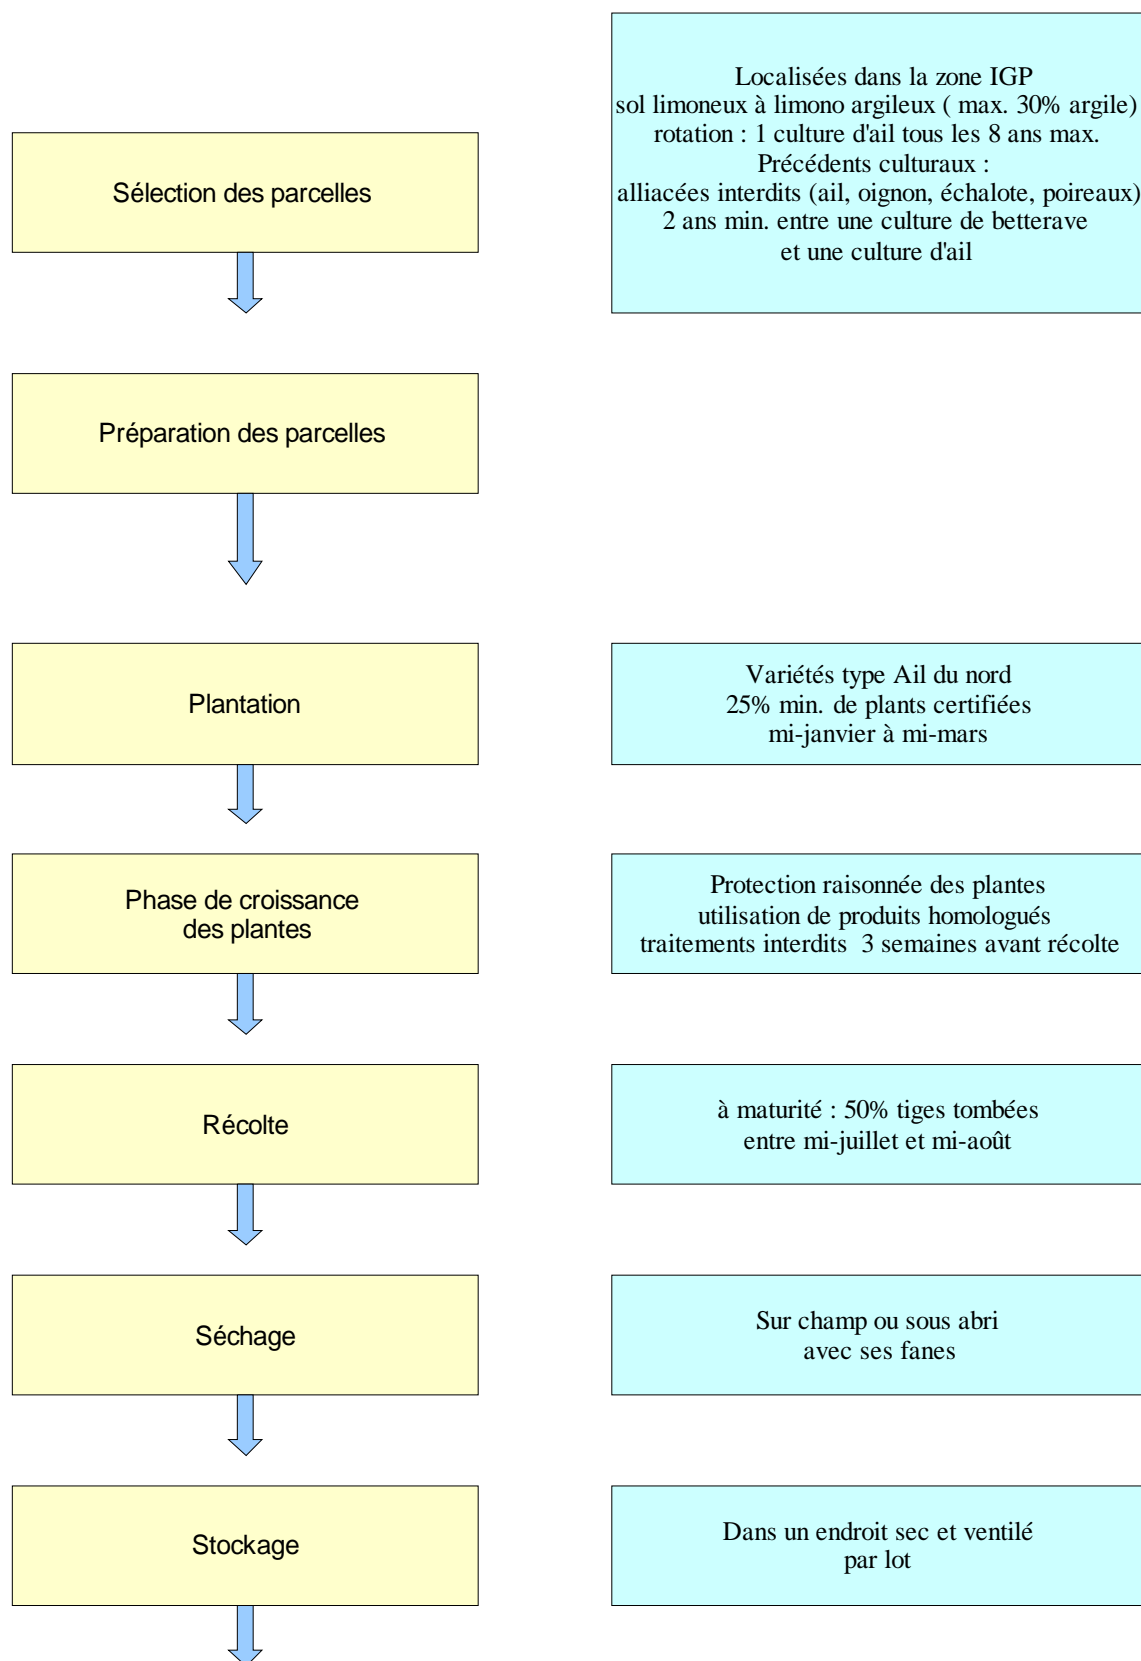 Sélection des parcelles
Localisées dans la zone IGP
sol limoneux à limono argileux ( max. 30% argile)
rotation : 1 culture d'ail tous les 8 ans max.
Précédents culturaux :
alliacées interdits (ail, oignon, échalote, poireaux)
2 ans min. entre une culture de betterave
et une culture d'ail
Préparation des parcelles
Plantation
Variétés type Ail du nord
25% min. de plants certifiées
mi-janvier à mi-mars
Phase de croissance
des plantes
Protection raisonnée des plantes
utilisation de produits homologués
traitements interdits  3 semaines avant récolte
Récolte
à maturité : 50% tiges tombées
entre mi-juillet et mi-août
Séchage
Sur champ ou sous abri
avec ses fanes
Stockage
Dans un endroit sec et ventilé
par lot